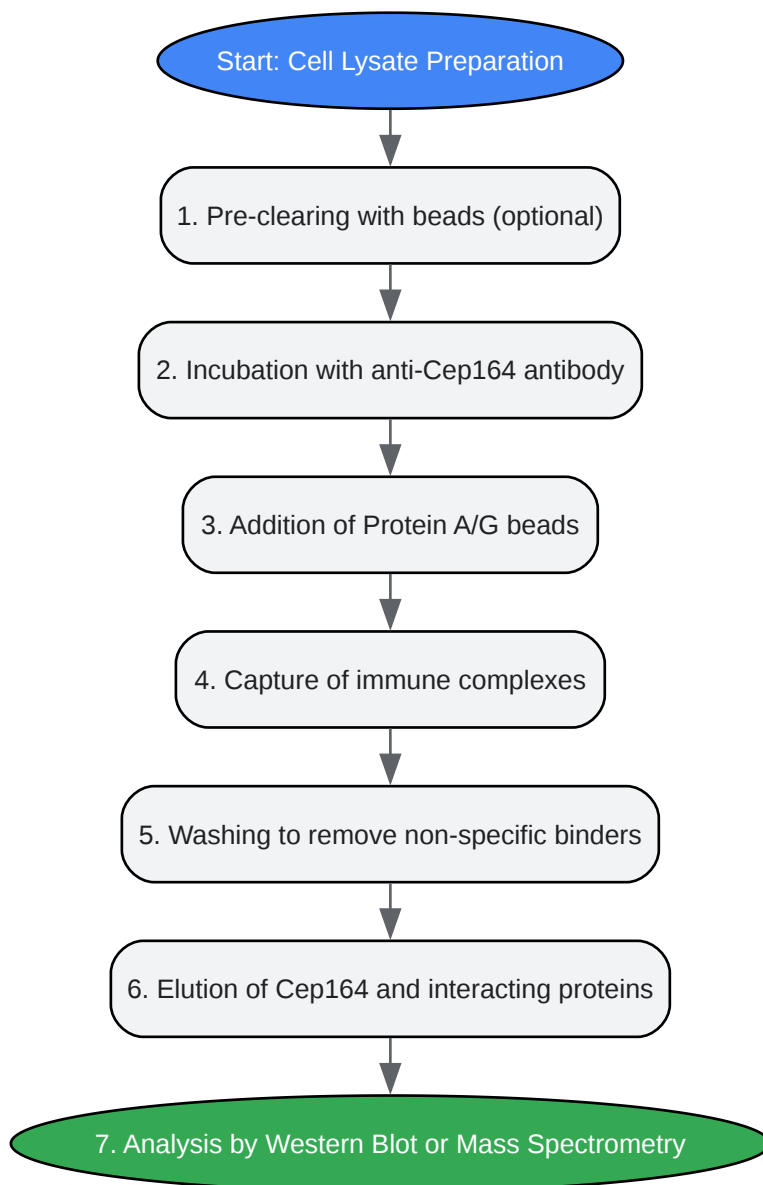 Start: Cell Lysate Preparation
1. Pre-clearing with beads (optional)
2. Incubation with anti-Cep164 antibody
3. Addition of Protein A/G beads
4. Capture of immune complexes
5. Washing to remove non-specific binders
6. Elution of Cep164 and interacting proteins
7. Analysis by Western Blot or Mass Spectrometry